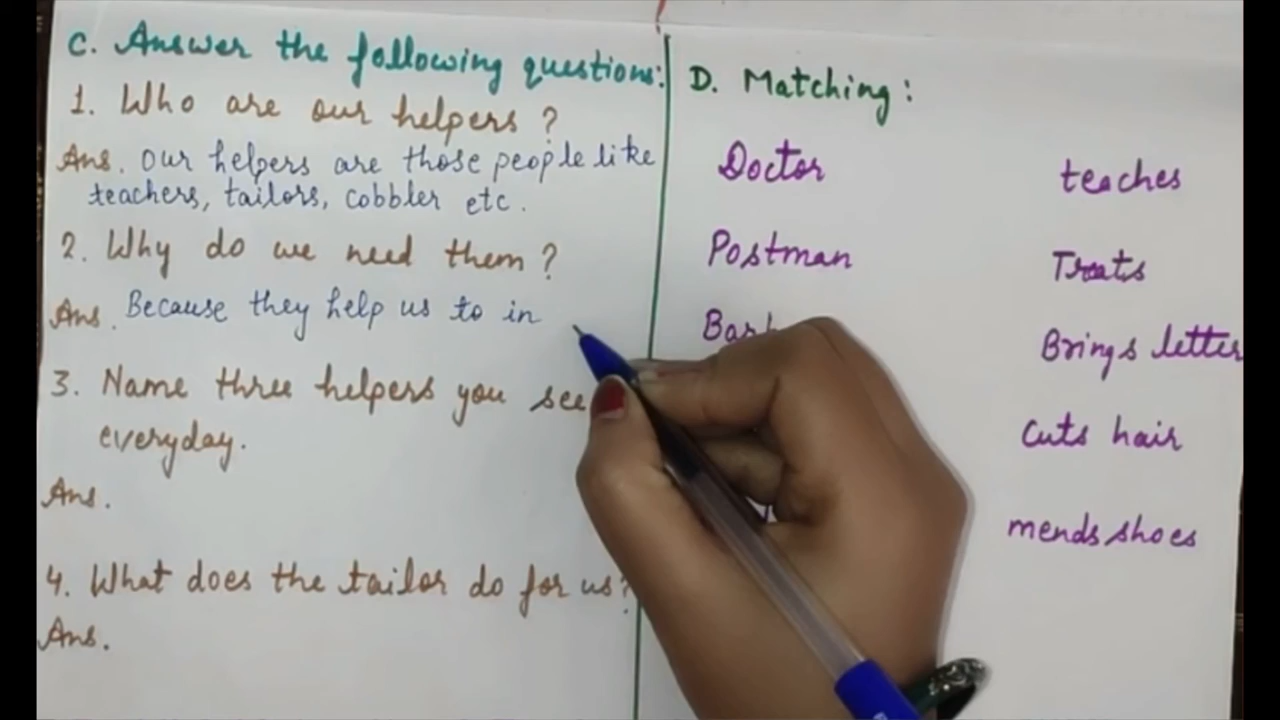 C. Answer the following questions:
1. Who are our helpers ?
Ans. Our helpers are those people like
teachers, tailors, cobbler etc.
2. Why do we need them ?
Ans. Because they help us to in
3. Name three helpers you see
everyday.
Ans.
4. What does the tailor do for us?
Ans.
D. Matching :
Doctor teaches
Postman Treats
Brings letter
Cuts hair
mends shoes